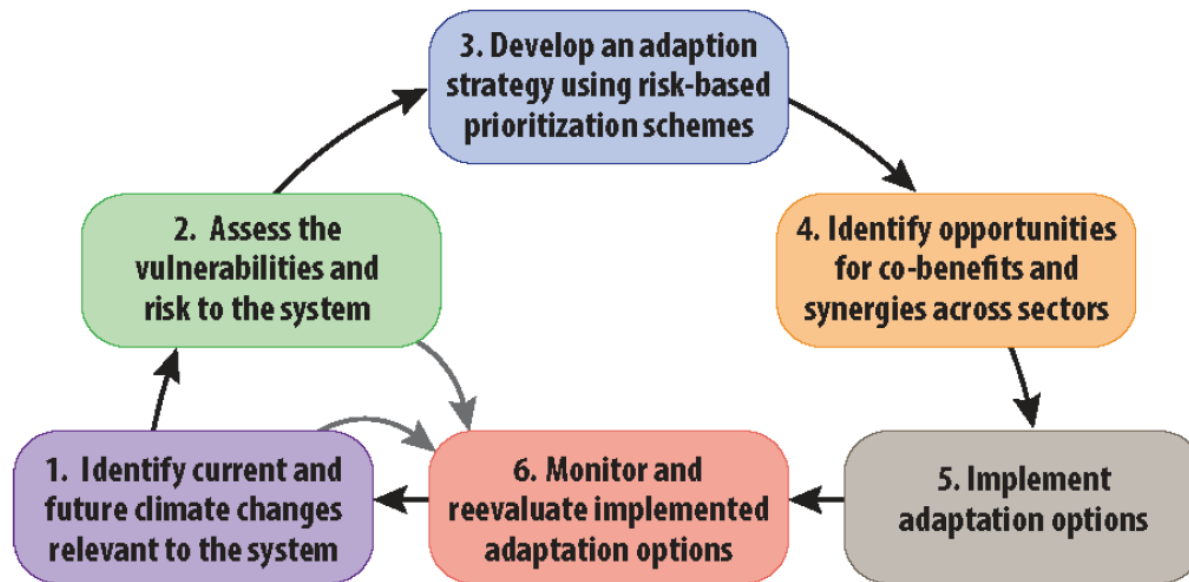 3. Develop an adaption
strategy using risk-based
prioritization schemes
2. Assess the
vulnerabilities and
risk to the system
4. Identify opportunities
for co-benefits and
synergies across sectors
1. Identify current and
future climate changes
relevant to the system
6. Monitor and
reevaluate implemented
adaptation options
5. Implement
adaptation options